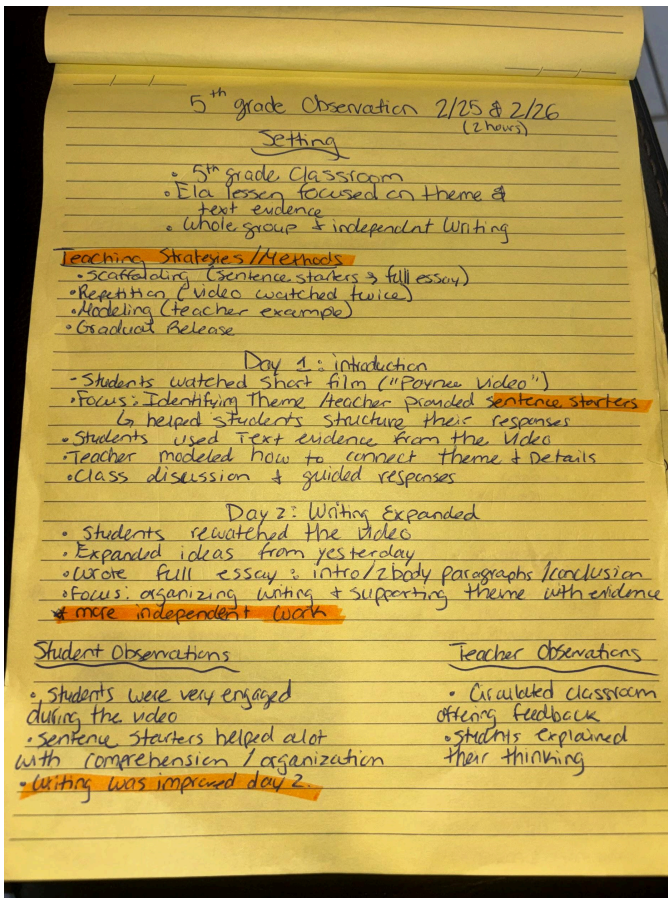 5th grade Observation 2/25 & 2/26
(2 hours)
Setting
• 5th grade Classroom
• Ela lesson focused on theme &
text evidence
• Whole group & independnt Writing
Teaching Strategies/Methods
• Scaffolding (sentence starters → full essay)
• Repetition (video watched twice)
• Modeling (teacher example)
• Gradual Release
Day 1: introduction
- Students watched short film ("Poynee Video")
• Focus: Identifying Theme /teacher provided sentence starters
↳ helped students structure their responses
• Students used Text evidence from the Video
• Teacher modeled how to connect theme & Details
• Class discussion & guided responses
Day 2: Writing Expanded
• Students rewatched the video
• Expanded ideas from yesterday
• Wrote full essay: intro/2body paragraphs/conclusion
• Focus: organizing writing & supporting theme with evidence
* more independent work
Student Observations
• Students were very engaged
during the video
• Sentence Starters helped alot
with comprehension / organization
• Writing was improved day 2.
Teacher Observations
• Circulated classroom
offering feedback
• Students explained
their thinking